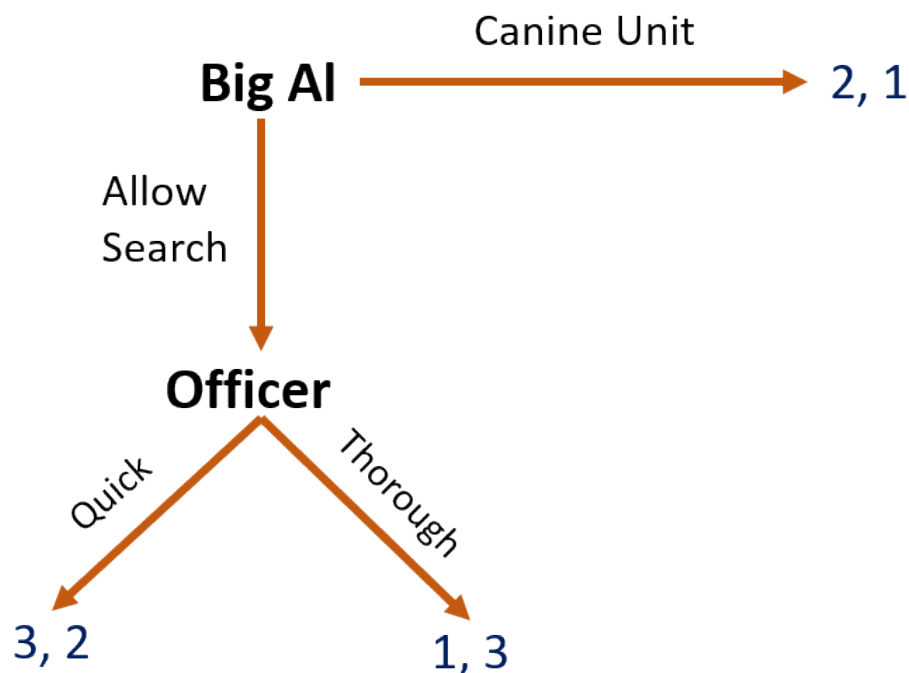 Canine Unit
Big Al
2, 1
Allow
Search
Officer
Quick
Thorough
3, 2
1, 3